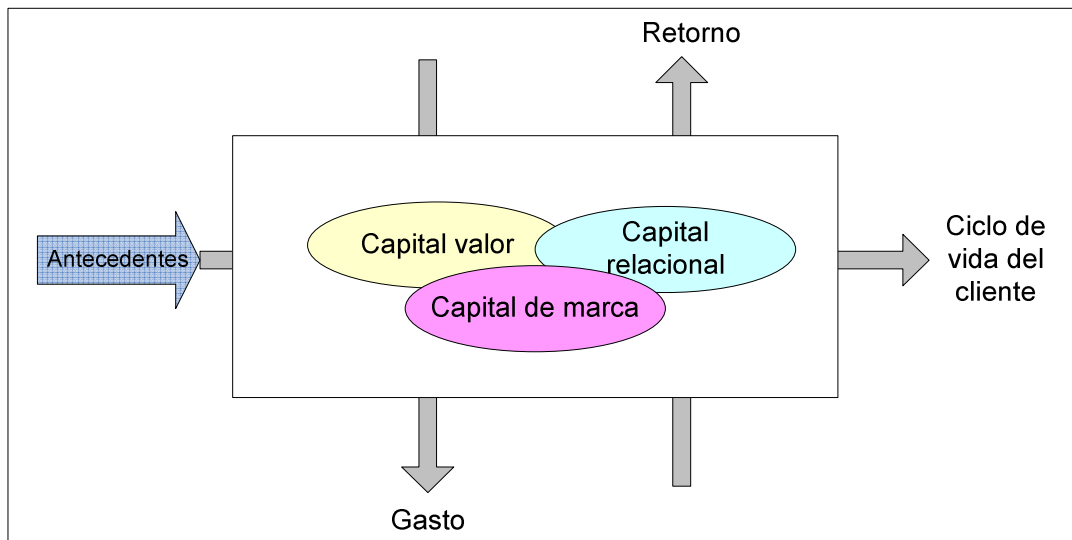 Retorno
Antecedentes
Capital valor
Capital
relacional
Capital de marca
Ciclo de
vida del
cliente
Gasto